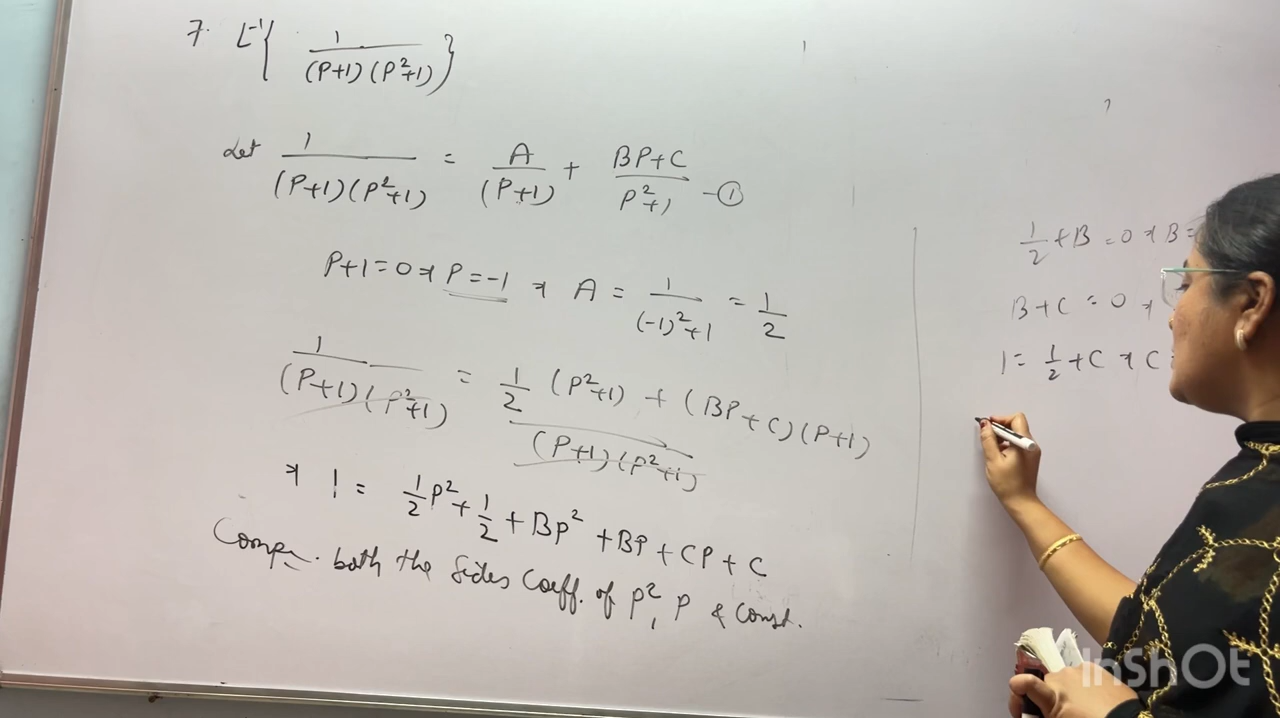 7. L⁻¹{ 1 / (P+1)(P²+1) }
Let 1 / (P+1)(P²+1) = A / (P+1) + BP+C / P²+1 —①
P+1=0 ⇒ P=-1 ⇒ A = 1 / (-1)²+1 = 1/2
1 / (P+1)(P²+1) = 1/2 (P²+1) + (BP+C)(P+1) / (P+1)(P²+1)
⇒ 1 = 1/2 P² + 1/2 + BP² + BP + CP + C
both the sides Coeff. of P², P & Const.
1/2 + B = 0 ⇒ B =
B + C = 0 ⇒
1 = 1/2 + C ⇒ C
InShOt